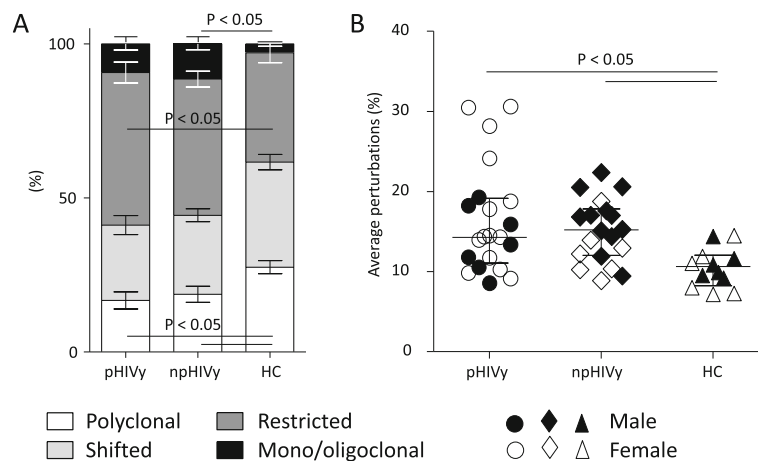 A
P < 0.05
100
P < 0.05
(%)
50
P < 0.05
0
pHIVy npHIVy HC
B
40
P < 0.05
30
Average perturbations (%)
20
10
0
pHIVy npHIVy HC
Polyclonal Restricted
Shifted Mono/oligoclonal
Male
Female